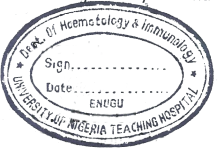 Dept. Of Haematology & Immunology
Sign..................
Date..................
ENUGU
★ UNIVERSITY OF NIGERIA TEACHING HOSPITAL ★